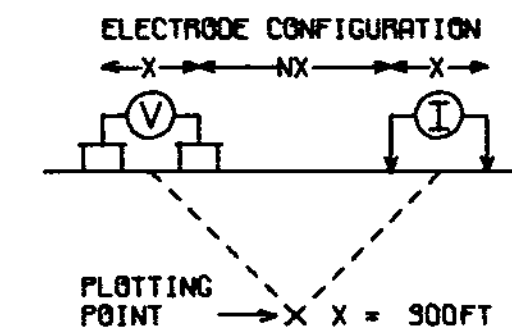 ELECTRODE CONFIGURATION
X NX X
V I
PLOTTING
POINT X X = 900FT